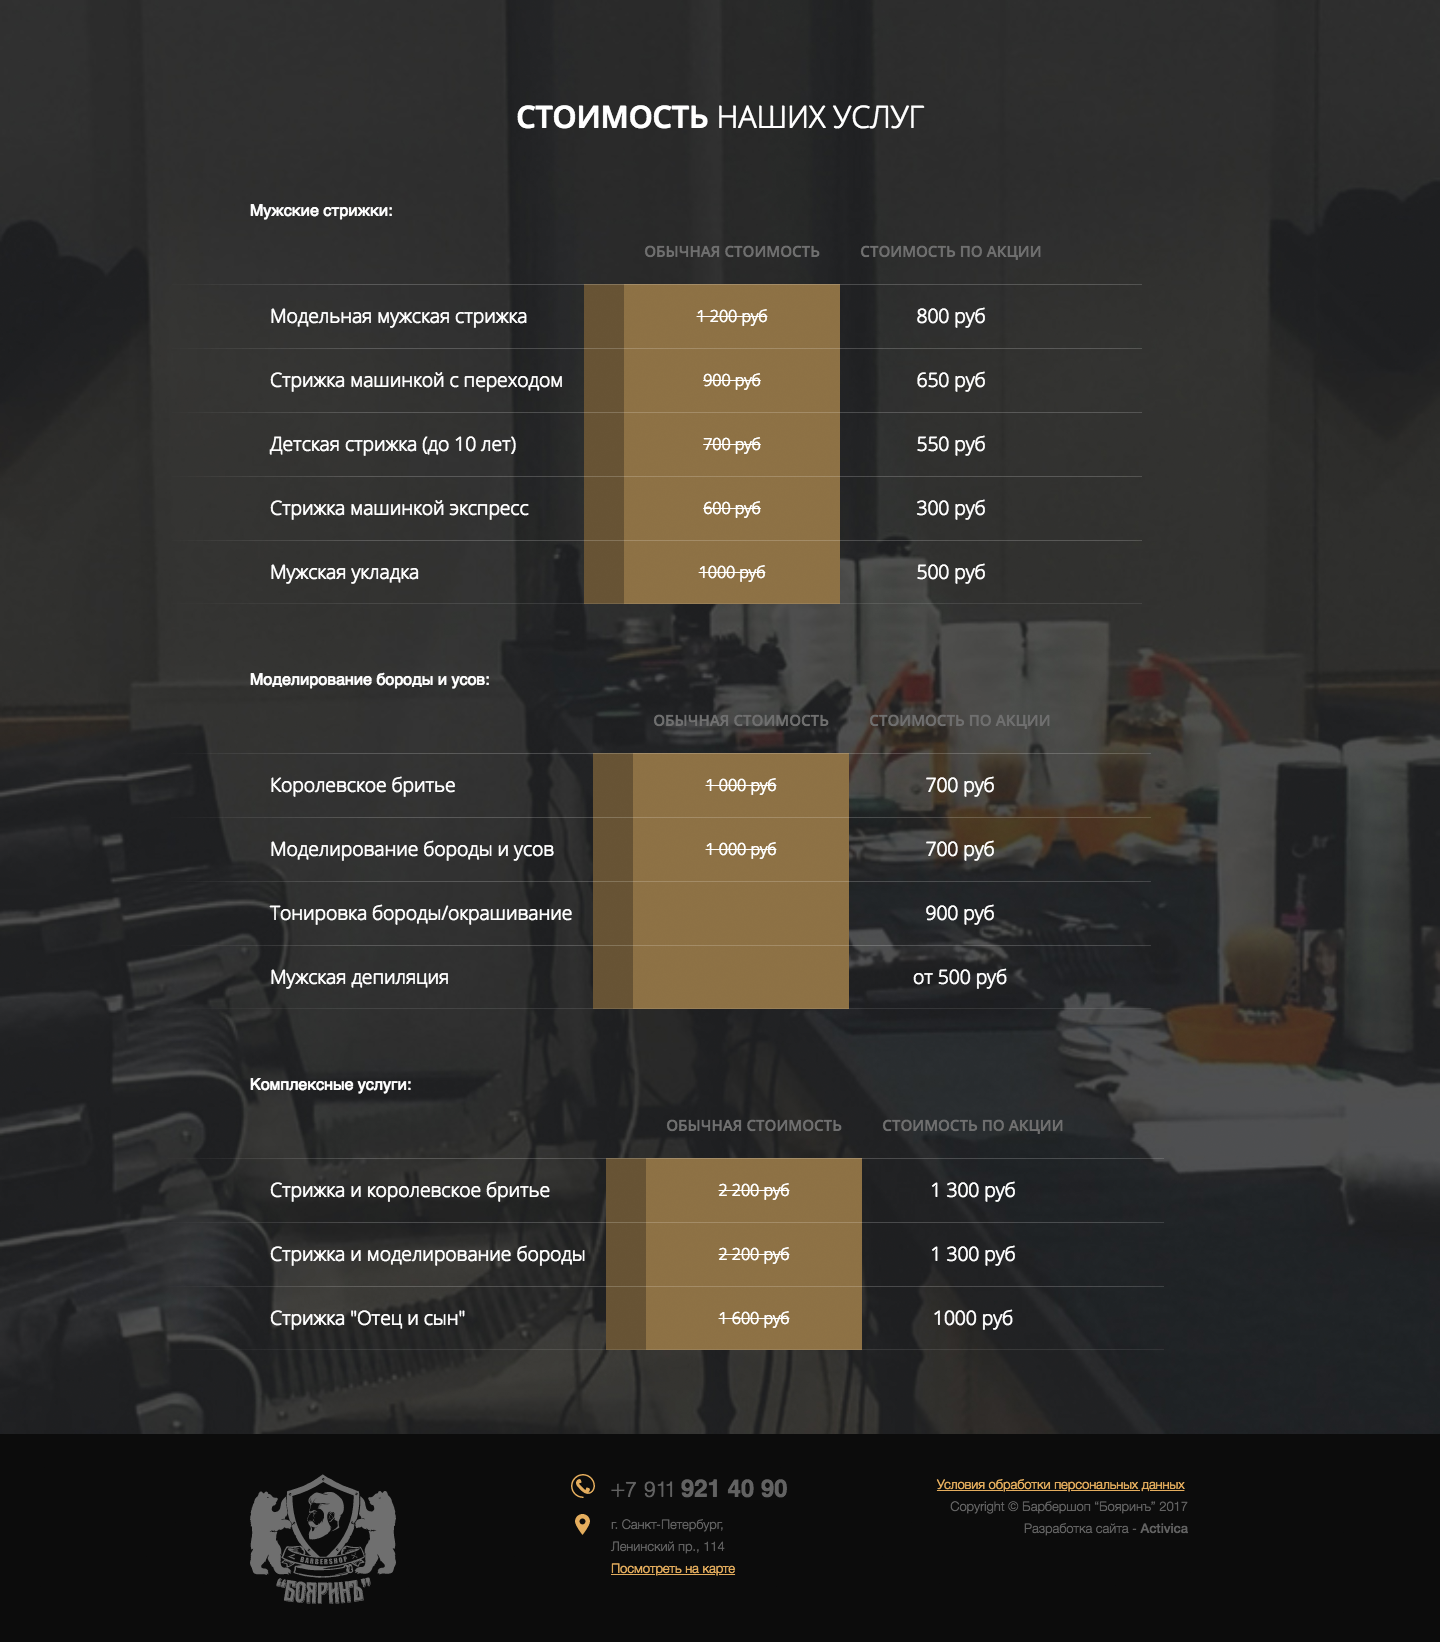 СТОИМОСТЬ НАШИХ УСЛУГ
Мужские стрижки:
ОБЫЧНАЯ СТОИМОСТЬ СТОИМОСТЬ ПО АКЦИИ
Модельная мужская стрижка 1 200 руб 800 руб
Стрижка машинкой с переходом 900 руб 650 руб
Детская стрижка (до 10 лет) 700 руб 550 руб
Стрижка машинкой экспресс 600 руб 300 руб
Мужская укладка 1000 руб 500 руб
Моделирование бороды и усов:
ОБЫЧНАЯ СТОИМОСТЬ СТОИМОСТЬ ПО АКЦИИ
Королевское бритье 1 000 руб 700 руб
Моделирование бороды и усов 1 000 руб 700 руб
Тонировка бороды/окрашивание 900 руб
Мужская депиляция от 500 руб
Комплексные услуги:
ОБЫЧНАЯ СТОИМОСТЬ СТОИМОСТЬ ПО АКЦИИ
Стрижка и королевское бритье 2 200 руб 1 300 руб
Стрижка и моделирование бороды 2 200 руб 1 300 руб
Стрижка "Отец и сын" 1 600 руб 1000 руб
BARBERSHOP
“БОЯРИНЪ”
+7 911 921 40 90
г. Санкт-Петербург,
Ленинский пр., 114
Посмотреть на карте
Условия обработки персональных данных
Copyright © Барбершоп “Бояринъ” 2017
Разработка сайта - Activica